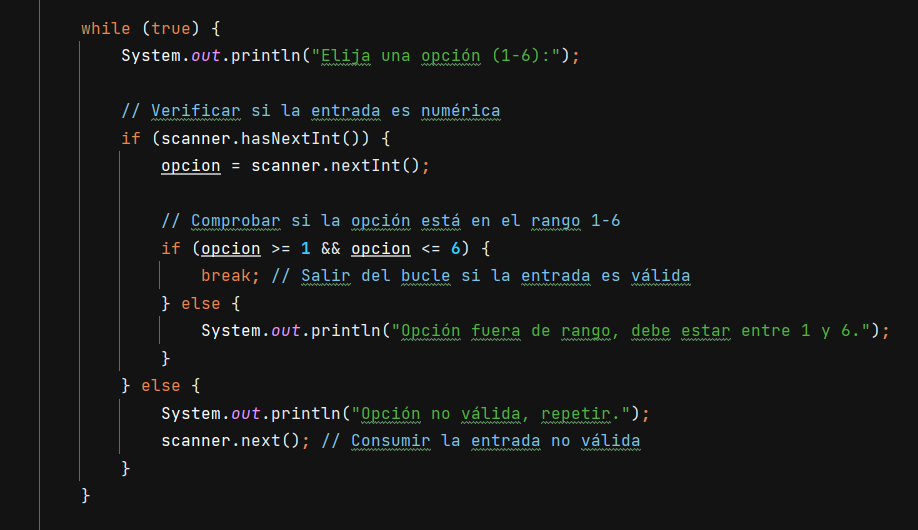 while (true) {
System.out.println("Elija una opción (1-6):");
// Verificar si la entrada es numérica
if (scanner.hasNextInt()) {
opcion = scanner.nextInt();
// Comprobar si la opción está en el rango 1-6
if (opcion >= 1 && opcion <= 6) {
break; // Salir del bucle si la entrada es válida
} else {
System.out.println("Opción fuera de rango, debe estar entre 1 y 6.");
}
} else {
System.out.println("Opción no válida, repetir.");
scanner.next(); // Consumir la entrada no válida
}
}